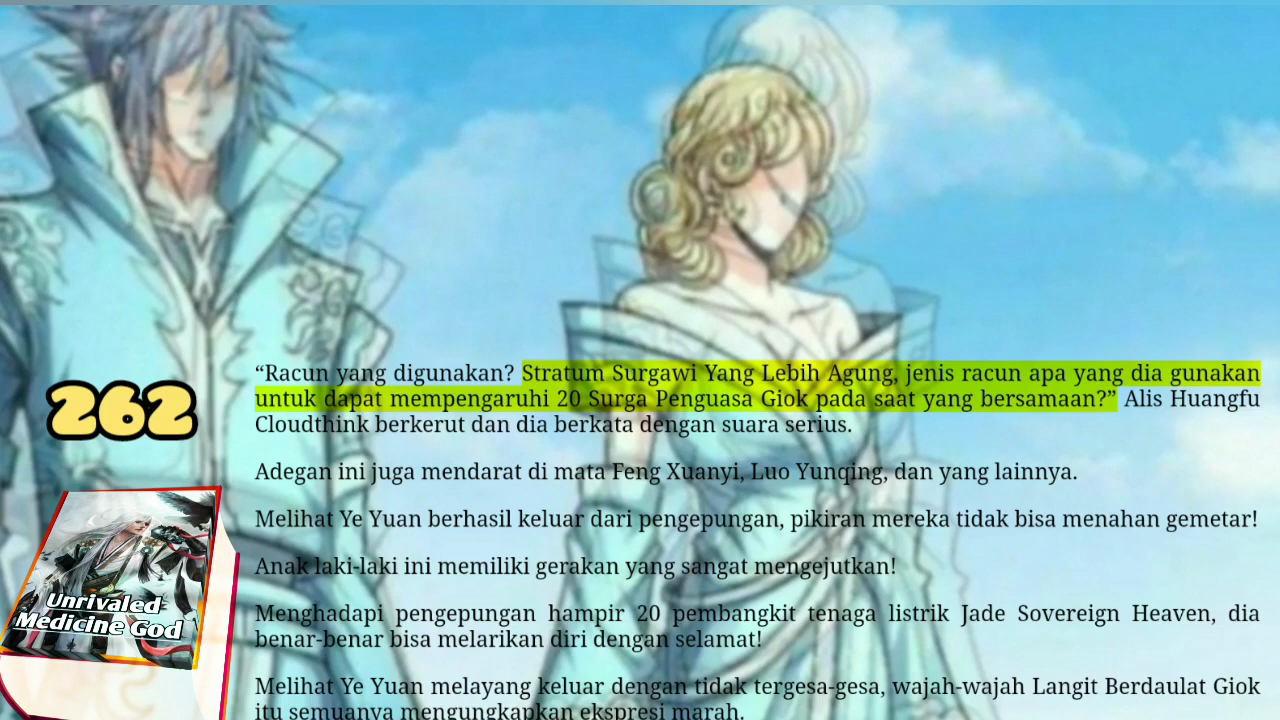 “Racun yang digunakan? Stratum Surgawi Yang Lebih Agung, jenis racun apa yang dia gunakan
untuk dapat mempengaruhi 20 Surga Penguasa Giok pada saat yang bersamaan?” Alis Huangfu
Cloudthink berkerut dan dia berkata dengan suara serius.
262
Adegan ini juga mendarat di mata Feng Xuanyi, Luo Yunqing, dan yang lainnya.
Melihat Ye Yuan berhasil keluar dari pengepungan, pikiran mereka tidak bisa menahan gemetar!
Anak laki-laki ini memiliki gerakan yang sangat mengejutkan!
Menghadapi pengepungan hampir 20 pembangkit tenaga listrik Jade Sovereign Heaven, dia
benar-benar bisa melarikan diri dengan selamat!
Unrivaled
Medicine God
Melihat Ye Yuan melayang keluar dengan tidak tergesa-gesa, wajah-wajah Langit Berdaulat Giok
itu semuanya mengungkapkan ekspresi marah.